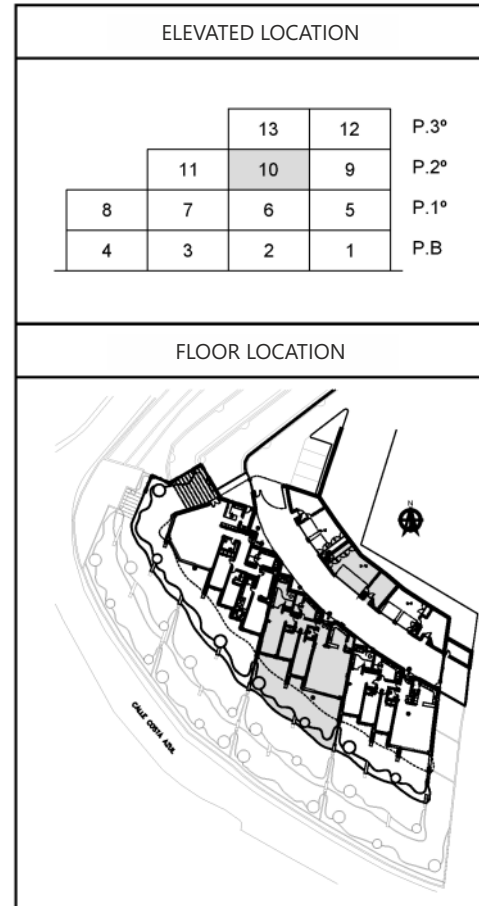 ELEVATED LOCATION
13 12 P.3º
11 10 9 P.2º
8 7 6 5 P.1º
4 3 2 1 P.B
FLOOR LOCATION
N
CALLE COSTA AZUL